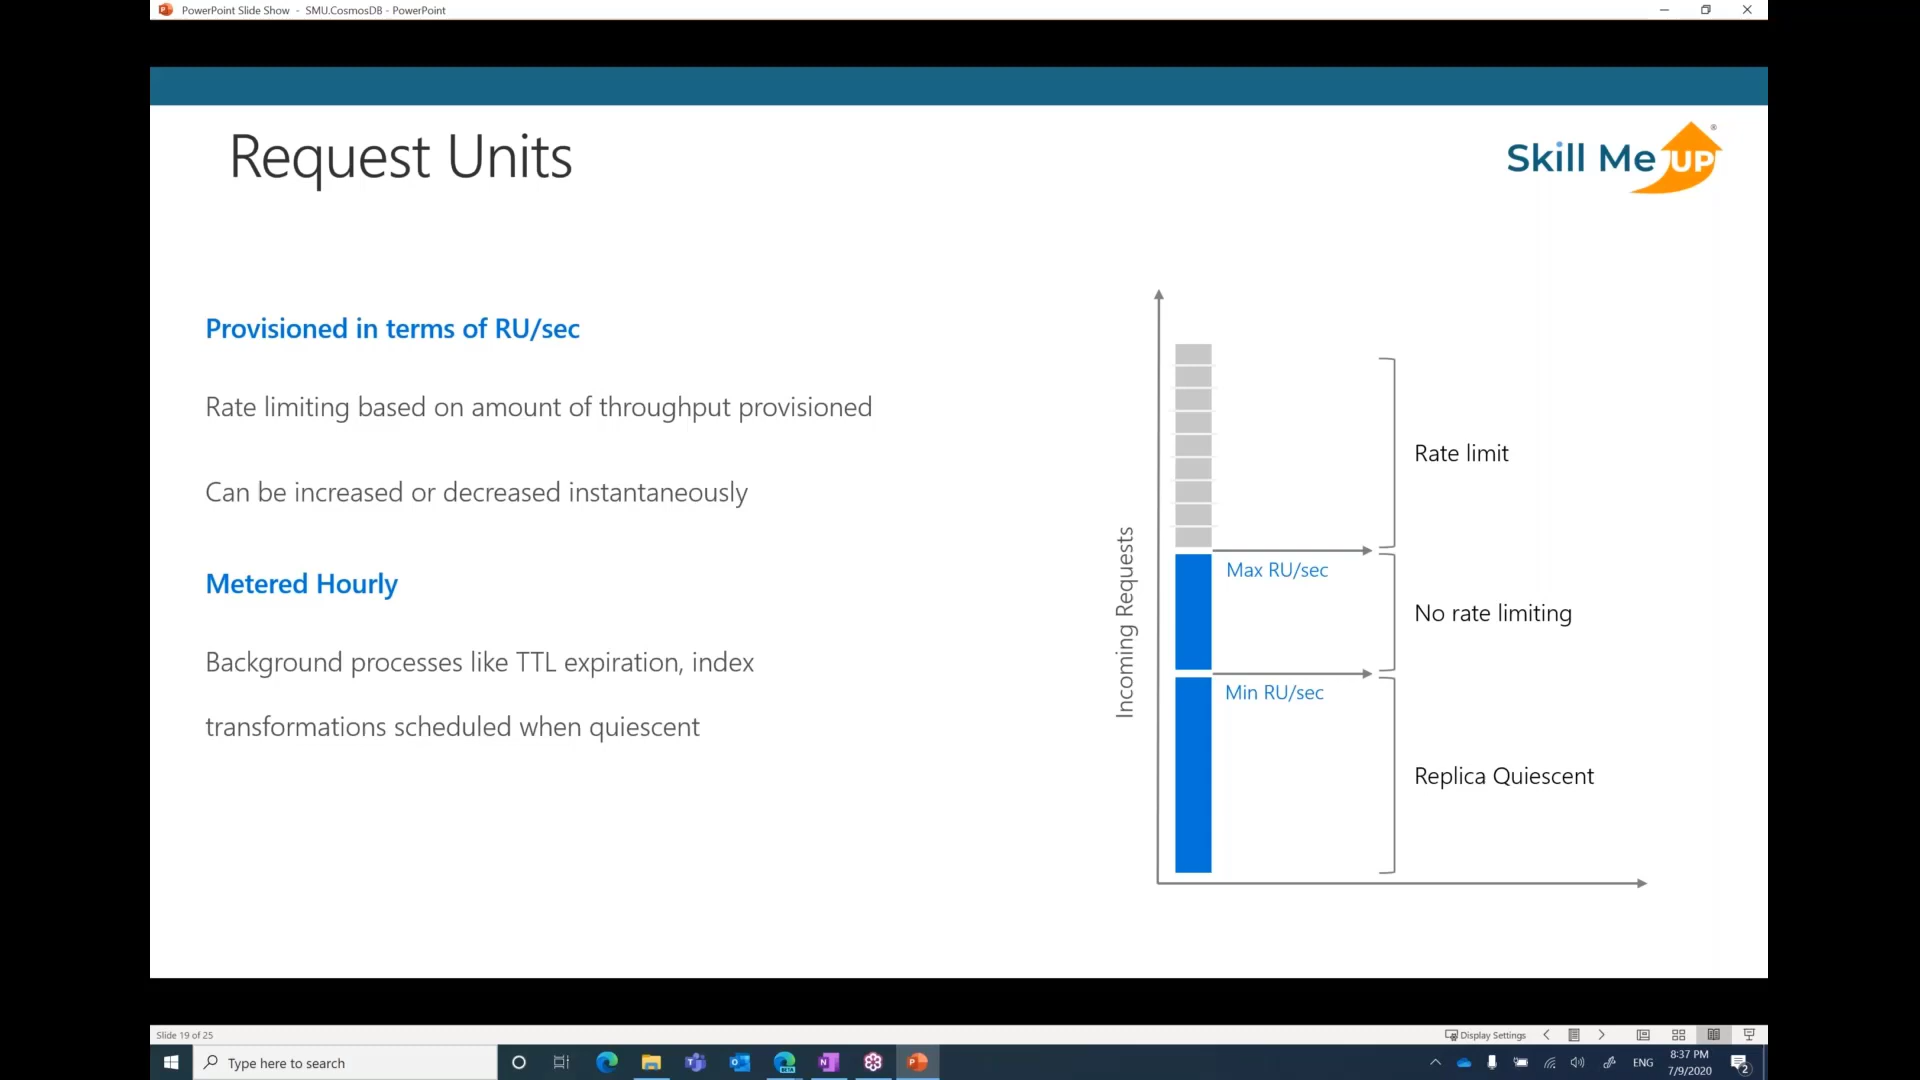 PowerPoint Slide Show - SMU.CosmosDB - PowerPoint
Request Units
Skill Me UP®
Provisioned in terms of RU/sec
Rate limiting based on amount of throughput provisioned
Can be increased or decreased instantaneously
Metered Hourly
Background processes like TTL expiration, index
transformations scheduled when quiescent
Incoming Requests
Rate limit
Max RU/sec
No rate limiting
Min RU/sec
Replica Quiescent
Slide 19 of 25
Display Settings
Type here to search
BETA
ENG
8:37 PM
7/9/2020
2